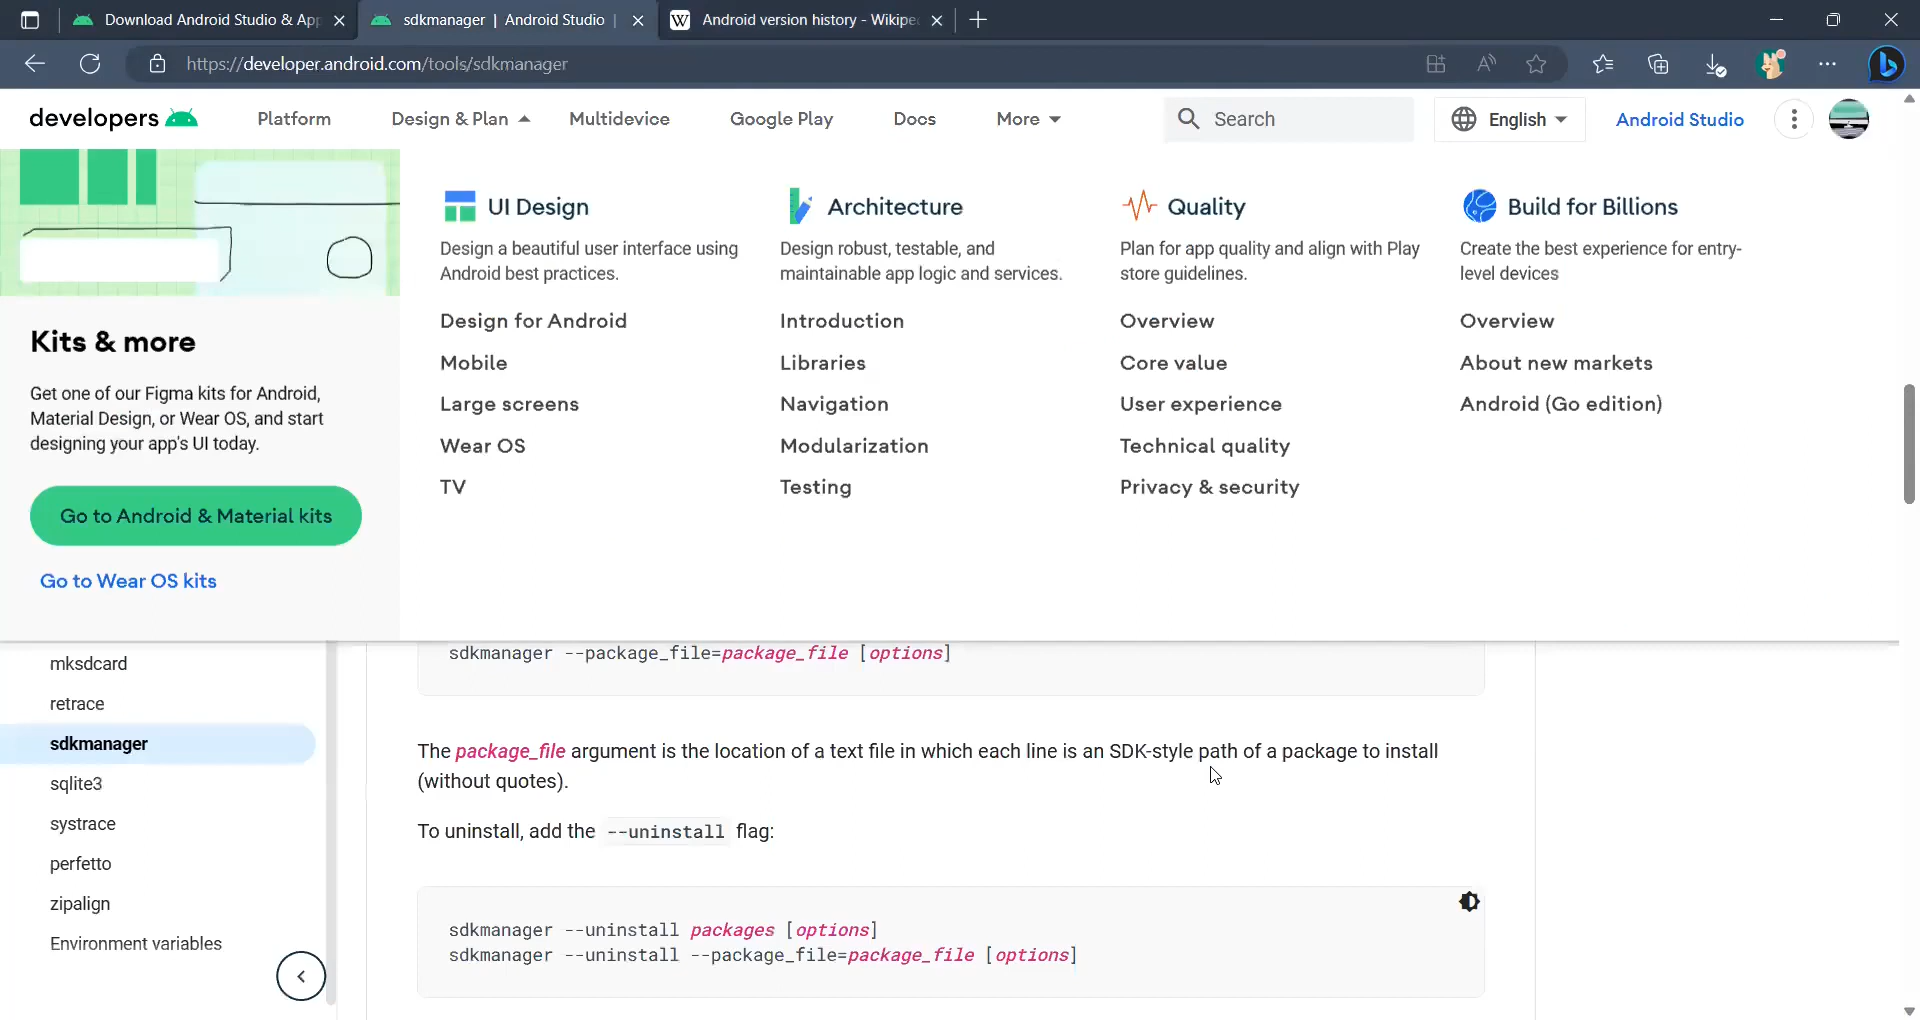 Download Android Studio & App
sdkmanager | Android Studio |
Android version history - Wikipe
https://developer.android.com/tools/sdkmanager
developers
Platform
Design & Plan
Multidevice
Google Play
Docs
More
Search
English
Android Studio
Kits & more
Get one of our Figma kits for Android,
Material Design, or Wear OS, and start
designing your app's UI today.
Go to Android & Material kits
Go to Wear OS kits
UI Design
Design a beautiful user interface using
Android best practices.
Design for Android
Mobile
Large screens
Wear OS
TV
Architecture
Design robust, testable, and
maintainable app logic and services.
Introduction
Libraries
Navigation
Modularization
Testing
Quality
Plan for app quality and align with Play
store guidelines.
Overview
Core value
User experience
Technical quality
Privacy & security
Build for Billions
Create the best experience for entry-
level devices
Overview
About new markets
Android (Go edition)
mksdcard
retrace
sdkmanager
sqlite3
systrace
perfetto
zipalign
Environment variables
sdkmanager --package_file=package_file [options]
The package_file argument is the location of a text file in which each line is an SDK-style path of a package to install
(without quotes).
To uninstall, add the --uninstall flag:
sdkmanager --uninstall packages [options]
sdkmanager --uninstall --package_file=package_file [options]